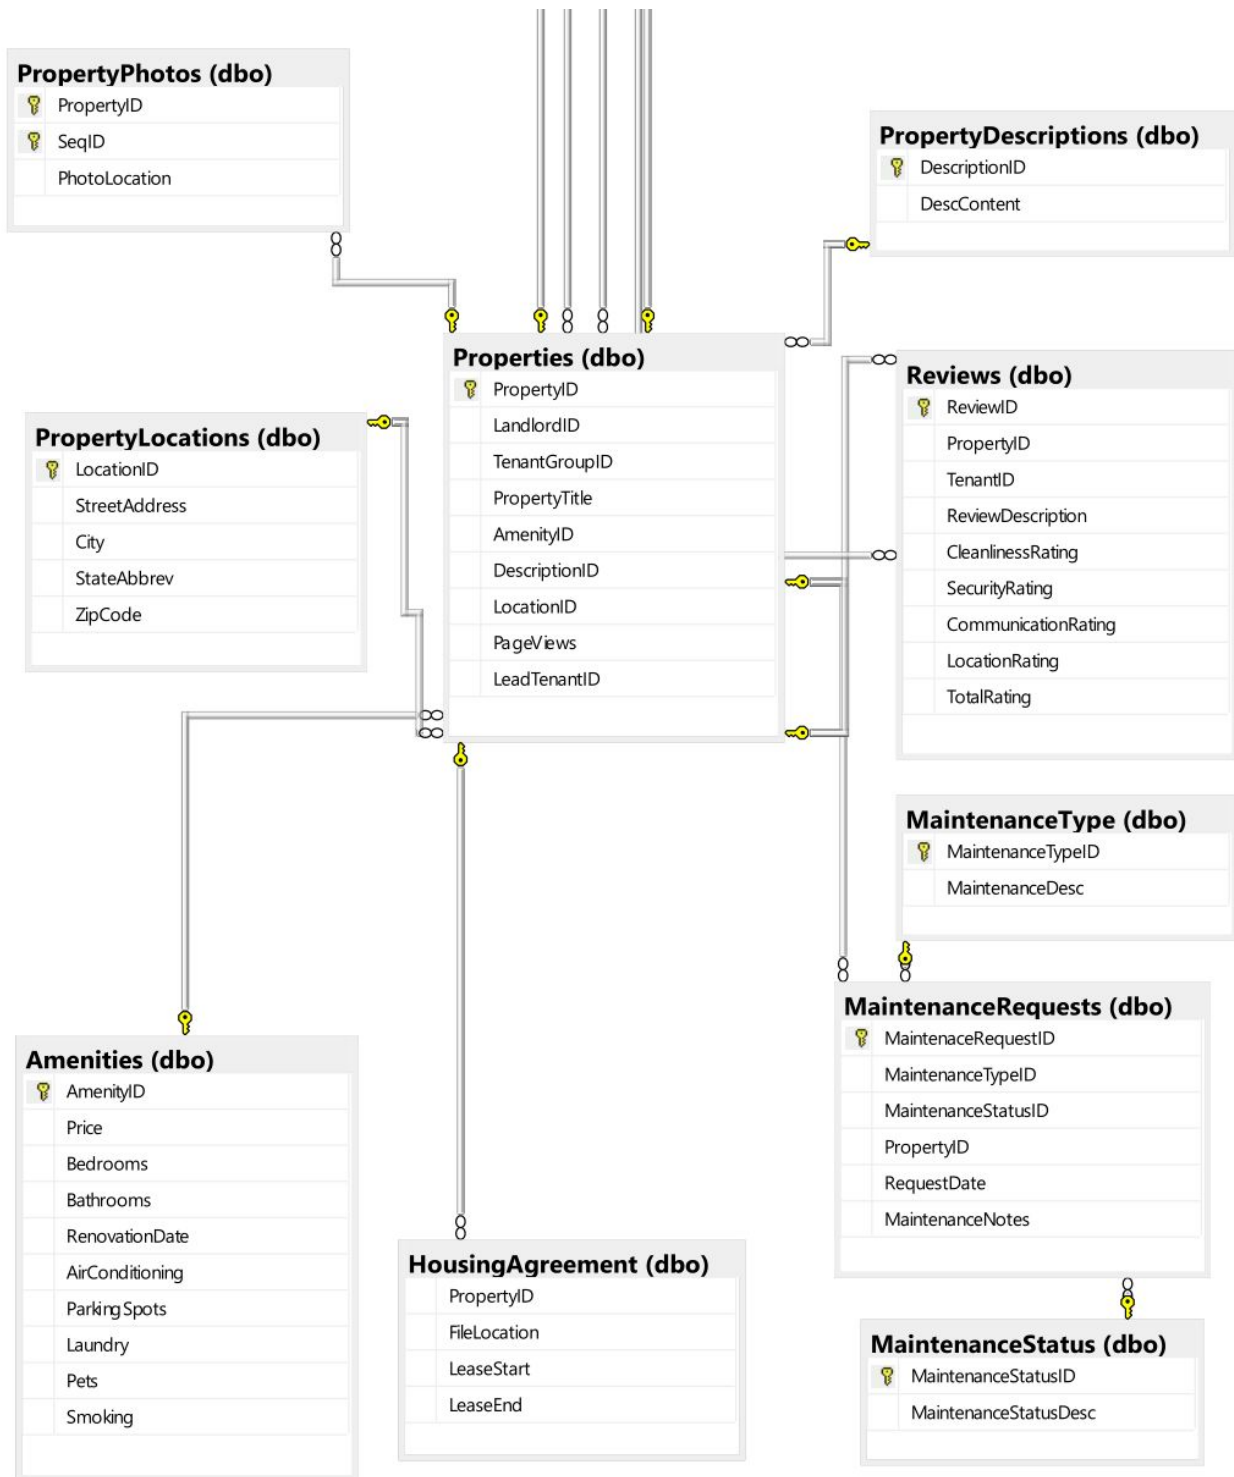 PropertyPhotos (dbo)
PropertyID
SeqID
PhotoLocation
PropertyDescriptions (dbo)
DescriptionID
DescContent
Properties (dbo)
PropertyID
LandlordID
TenantGroupID
PropertyTitle
AmenityID
DescriptionID
LocationID
PageViews
LeadTenantID
PropertyLocations (dbo)
LocationID
StreetAddress
City
StateAbbrev
ZipCode
Reviews (dbo)
ReviewID
PropertyID
TenantID
ReviewDescription
CleanlinessRating
SecurityRating
CommunicationRating
LocationRating
TotalRating
MaintenanceType (dbo)
MaintenanceTypeID
MaintenanceDesc
MaintenanceRequests (dbo)
MaintenaceRequestID
MaintenanceTypeID
MaintenanceStatusID
PropertyID
RequestDate
MaintenanceNotes
Amenities (dbo)
AmenityID
Price
Bedrooms
Bathrooms
RenovationDate
AirConditioning
ParkingSpots
Laundry
Pets
Smoking
HousingAgreement (dbo)
PropertyID
FileLocation
LeaseStart
LeaseEnd
MaintenanceStatus (dbo)
MaintenanceStatusID
MaintenanceStatusDesc